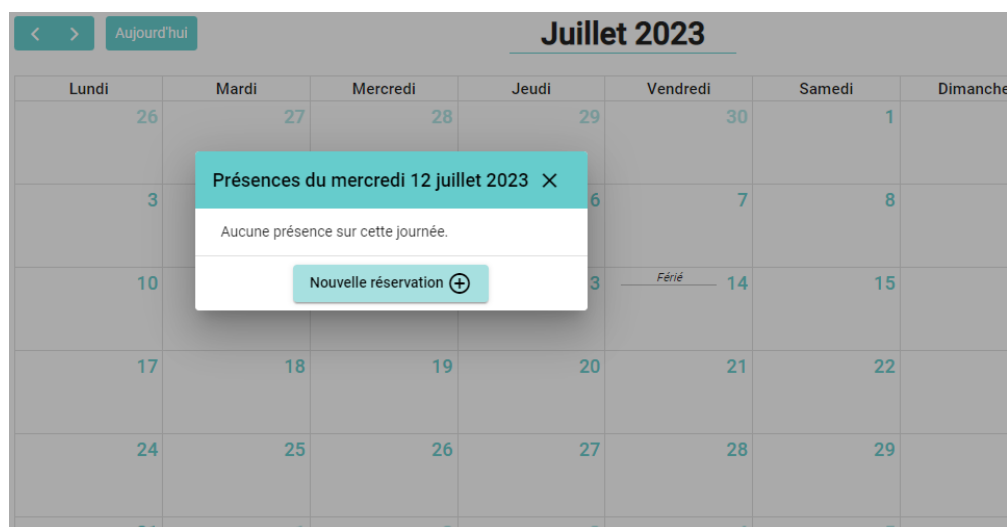 Aujourd'hui
Juillet 2023
Lundi Mardi Mercredi Jeudi Vendredi Samedi Dimanche
26 27 28 29 30 1
Présences du mercredi 12 juillet 2023
3 6 7 8
Aucune présence sur cette journée.
Nouvelle réservation
10 3 Férié 14 15
17 18 19 20 21 22
24 25 26 27 28 29